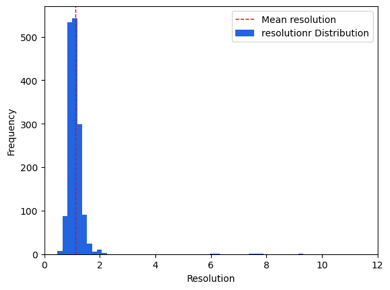 Mean resolution
resolutionr Distribution
500
400
300
200
100
0
Frequency
0 2 4 6 8 10 12
Resolution